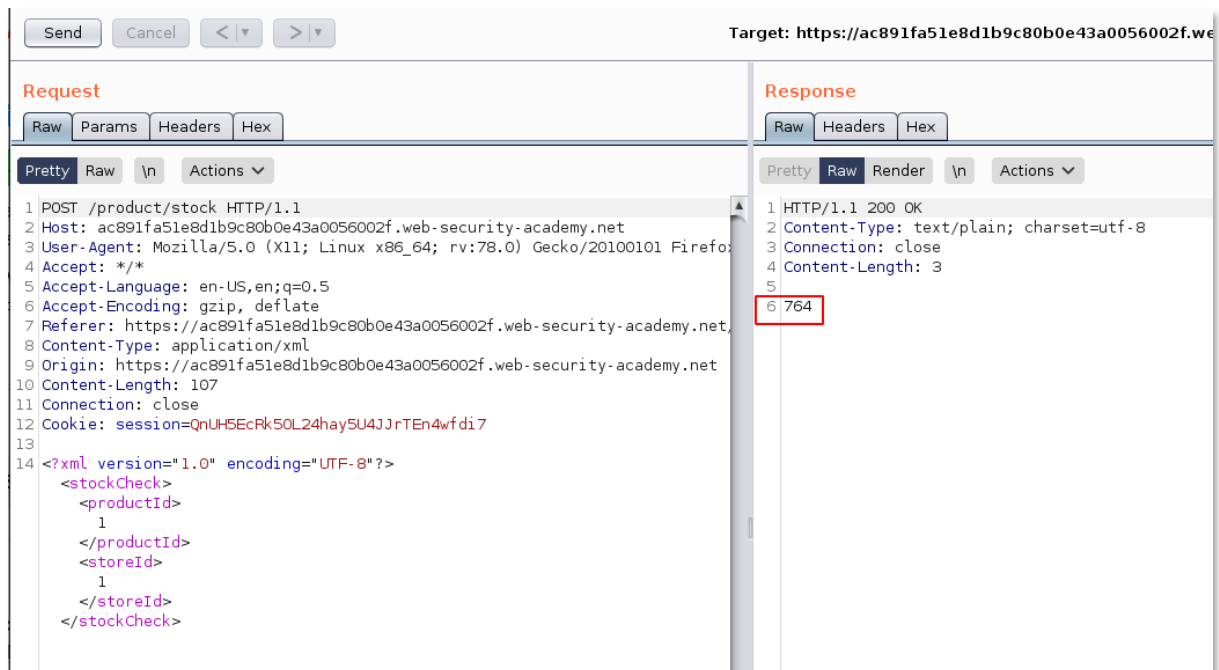 Send Cancel < > Target: https://ac891fa51e8d1b9c80b0e43a0056002f.we
Request
Raw Params Headers Hex
Pretty Raw \n Actions
1 POST /product/stock HTTP/1.1
2 Host: ac891fa51e8d1b9c80b0e43a0056002f.web-security-academy.net
3 User-Agent: Mozilla/5.0 (X11; Linux x86_64; rv:78.0) Gecko/20100101 Firefo
4 Accept: */*
5 Accept-Language: en-US,en;q=0.5
6 Accept-Encoding: gzip, deflate
7 Referer: https://ac891fa51e8d1b9c80b0e43a0056002f.web-security-academy.net,
8 Content-Type: application/xml
9 Origin: https://ac891fa51e8d1b9c80b0e43a0056002f.web-security-academy.net
10 Content-Length: 107
11 Connection: close
12 Cookie: session=QnUH5EcRk5OL24hay5U4JJrTEn4wfdi7
13
14 <?xml version="1.0" encoding="UTF-8"?>
<stockCheck>
<productId>
1
</productId>
<storeId>
1
</storeId>
</stockCheck>
Response
Raw Headers Hex
Pretty Raw Render \n Actions
1 HTTP/1.1 200 OK
2 Content-Type: text/plain; charset=utf-8
3 Connection: close
4 Content-Length: 3
5
6 764